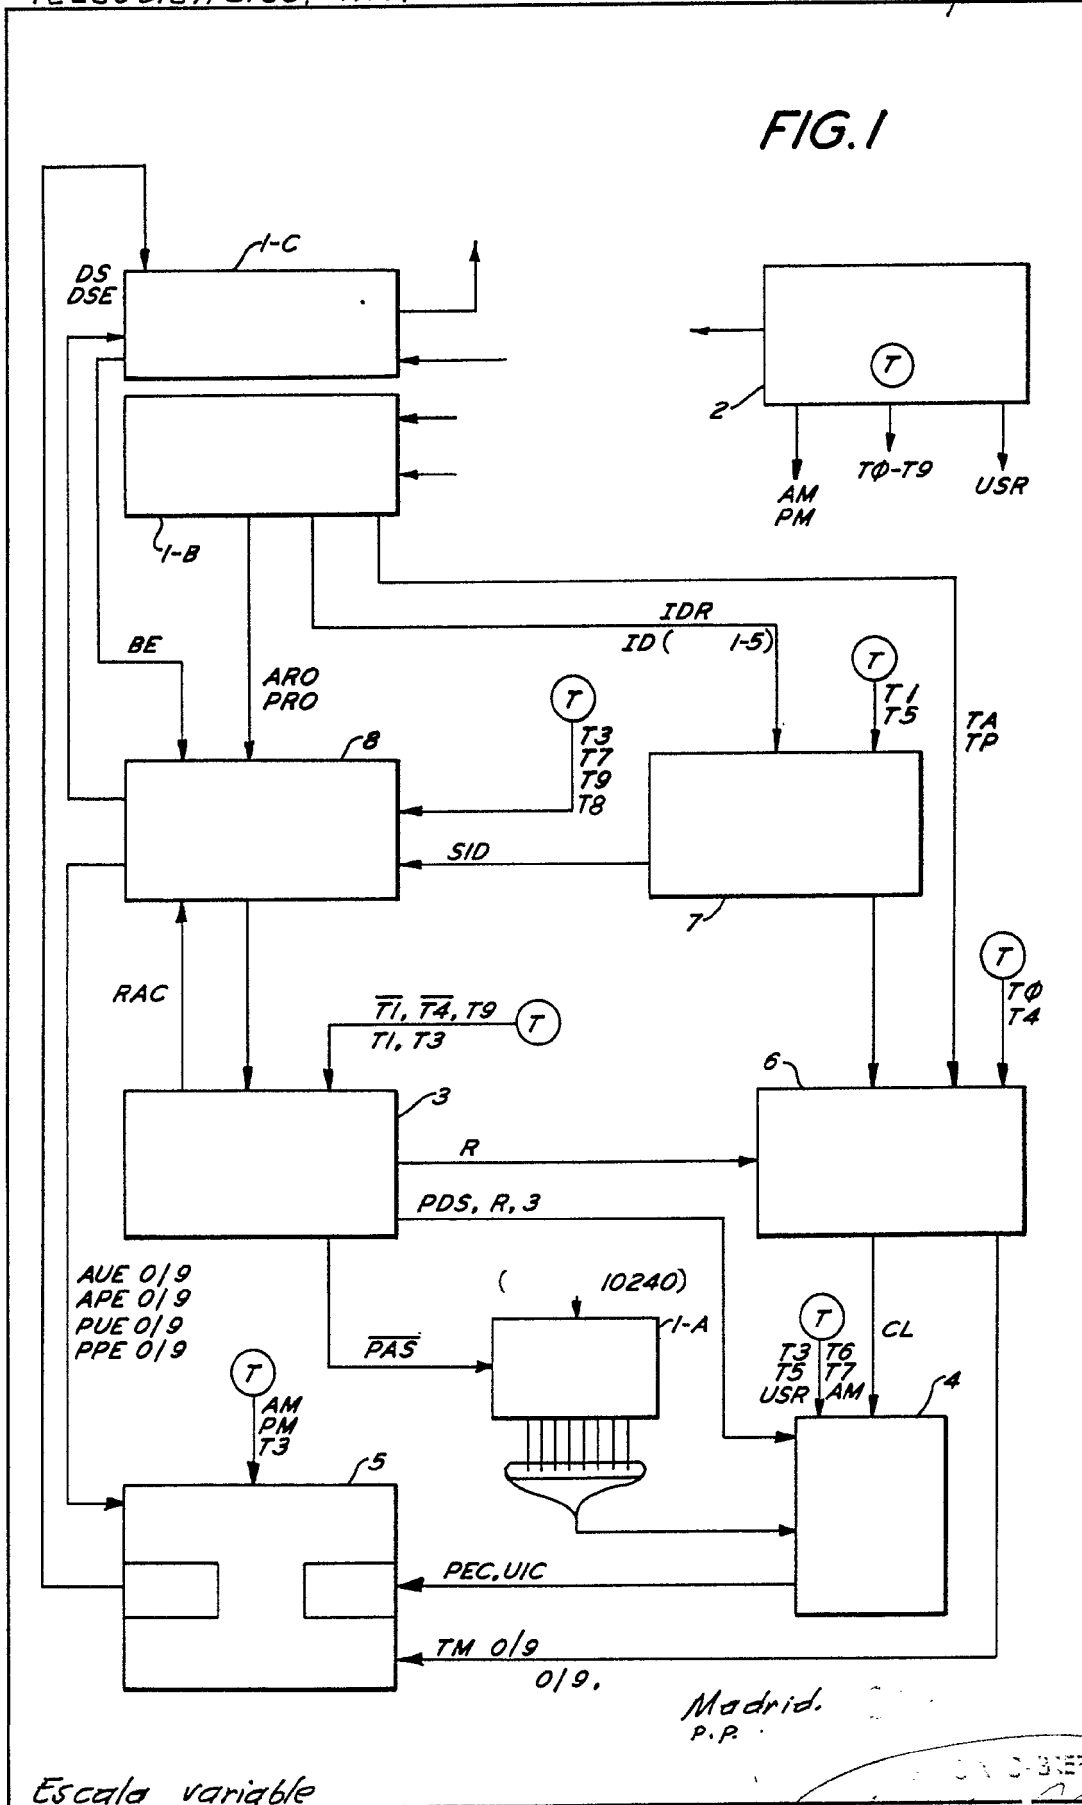 FIG.1
1-C
DS
DSE
T
2
AM
PM
TØ-T9
USR
1-B
BE
ARO
PRO
IDR
ID ( 1-5)
T
T1
T5
TA
TP
T
T3
T7
T9
T8
8
SID
7
RAC
T1, T4, T9
T1, T3
T
T
TØ
T4
3
6
R
PDS, R, 3
AUE 0/9
APE 0/9
PUE 0/9
PPE 0/9
( 10240)
1-A
PAS
T
T3 T6
T5 T7
USR AM
CL
4
T
AM
PM
T3
5
PEC, UIC
TM 0/9
0/9.
Madrid.
P.P.
Escala variable